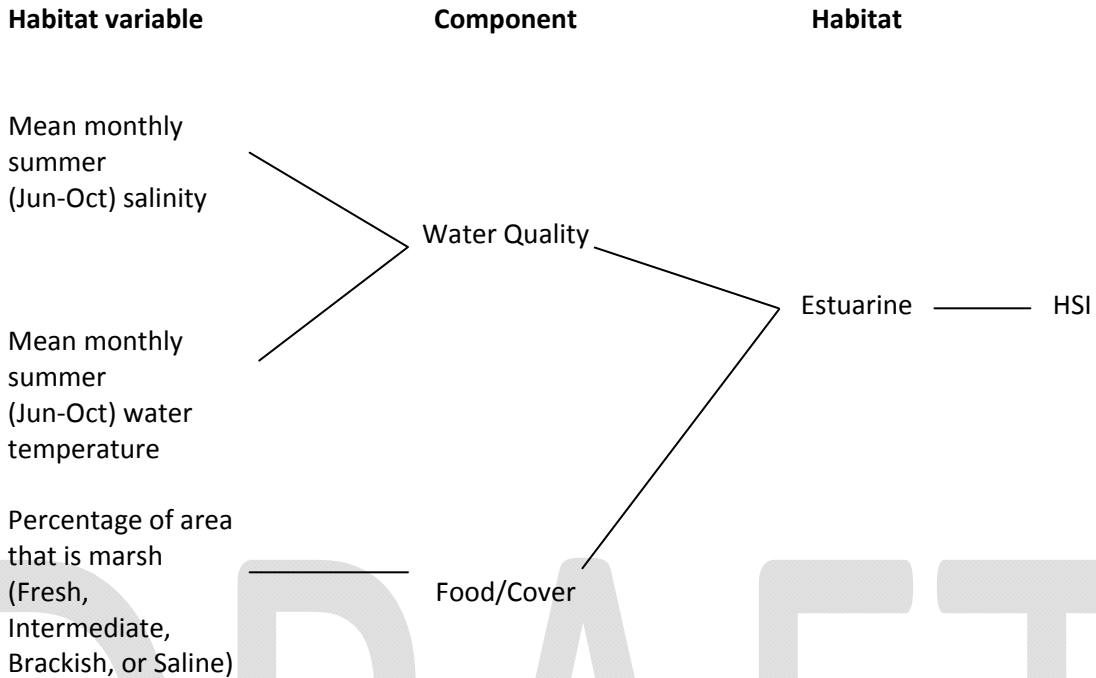 Habitat variable Component Habitat
Mean monthly
summer
(Jun-Oct) salinity
Water Quality
Estuarine HSI
Mean monthly
summer
(Jun-Oct) water
temperature
Percentage of area
that is marsh
(Fresh,
Intermediate,
Brackish, or Saline)
Food/Cover
DRAFT